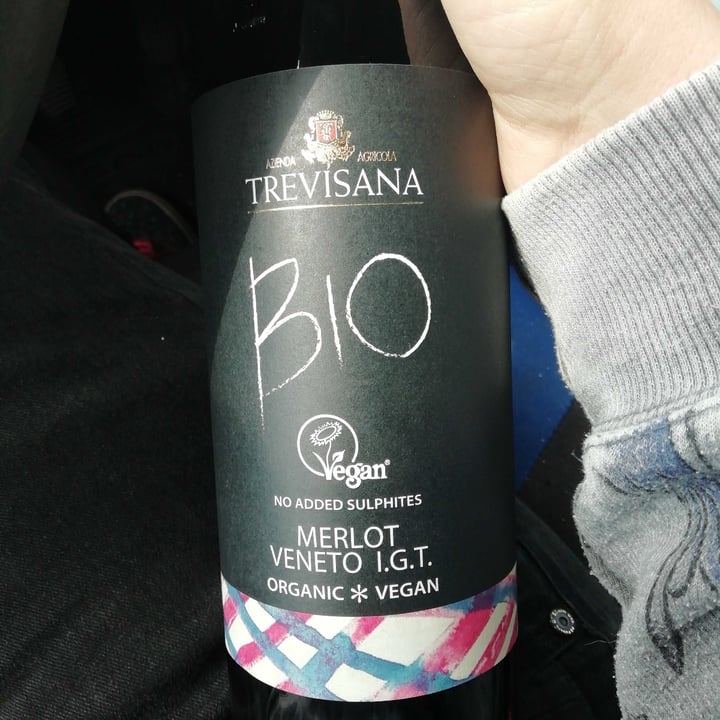 AZIENDA AGRICOLA
TREVISANA
BIO
Vegan®
NO ADDED SULPHITES
MERLOT
VENETO I.G.T.
ORGANIC * VEGAN